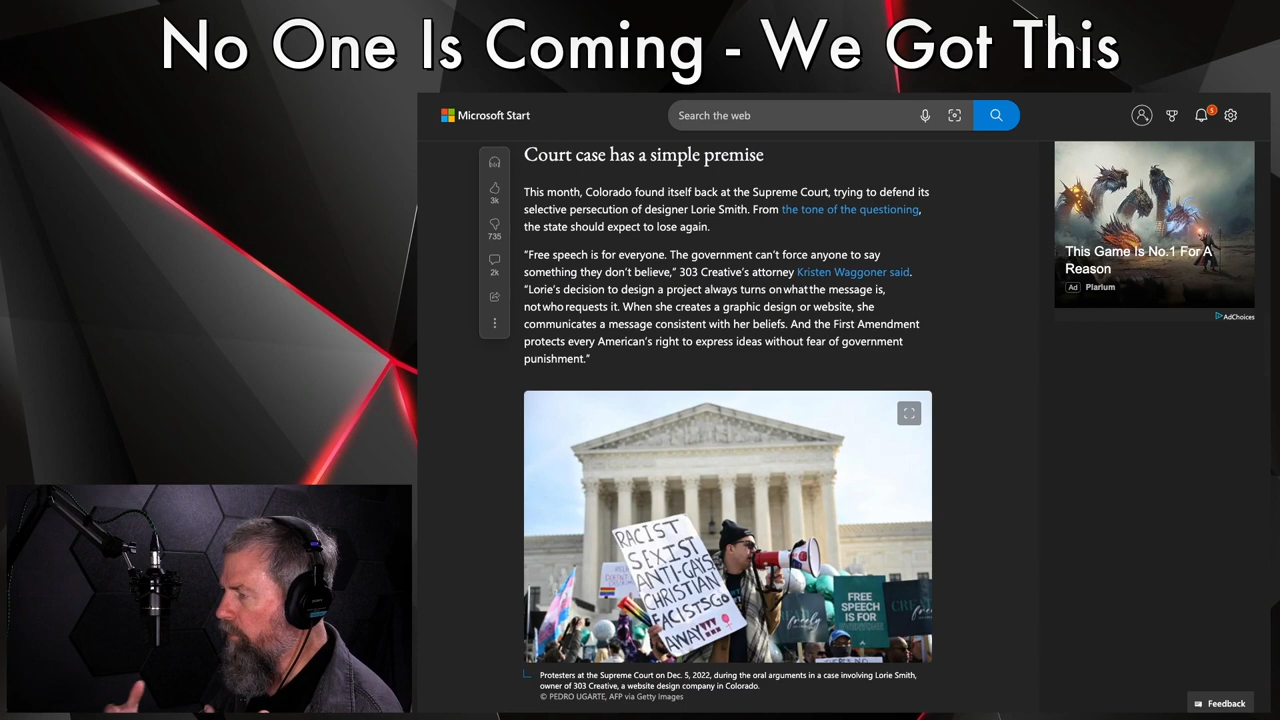 No One Is Coming - We Got This
Microsoft Start
Search the web
5
Court case has a simple premise
This month, Colorado found itself back at the Supreme Court, trying to defend its
selective persecution of designer Lorie Smith. From the tone of the questioning,
the state should expect to lose again.
3k
735
2k
“Free speech is for everyone. The government can’t force anyone to say
something they don’t believe,” 303 Creative’s attorney Kristen Waggoner said.
“Lorie’s decision to design a project always turns on what the message is,
not who requests it. When she creates a graphic design or website, she
communicates a message consistent with her beliefs. And the First Amendment
protects every American’s right to express ideas without fear of government
punishment.”
This Game Is No.1 For A
Reason
Ad Plarium
AdChoices
RACIST
SEXIST
ANTI-GAYS
CHRISTIAN
FACISTS GO
AWAY!!!
FREE
SPEECH
IS FOR
EVERYONE
Protesters at the Supreme Court on Dec. 5, 2022, during the oral arguments in a case involving Lorie Smith,
owner of 303 Creative, a website design company in Colorado.
© PEDRO UGARTE, AFP via Getty Images
Feedback